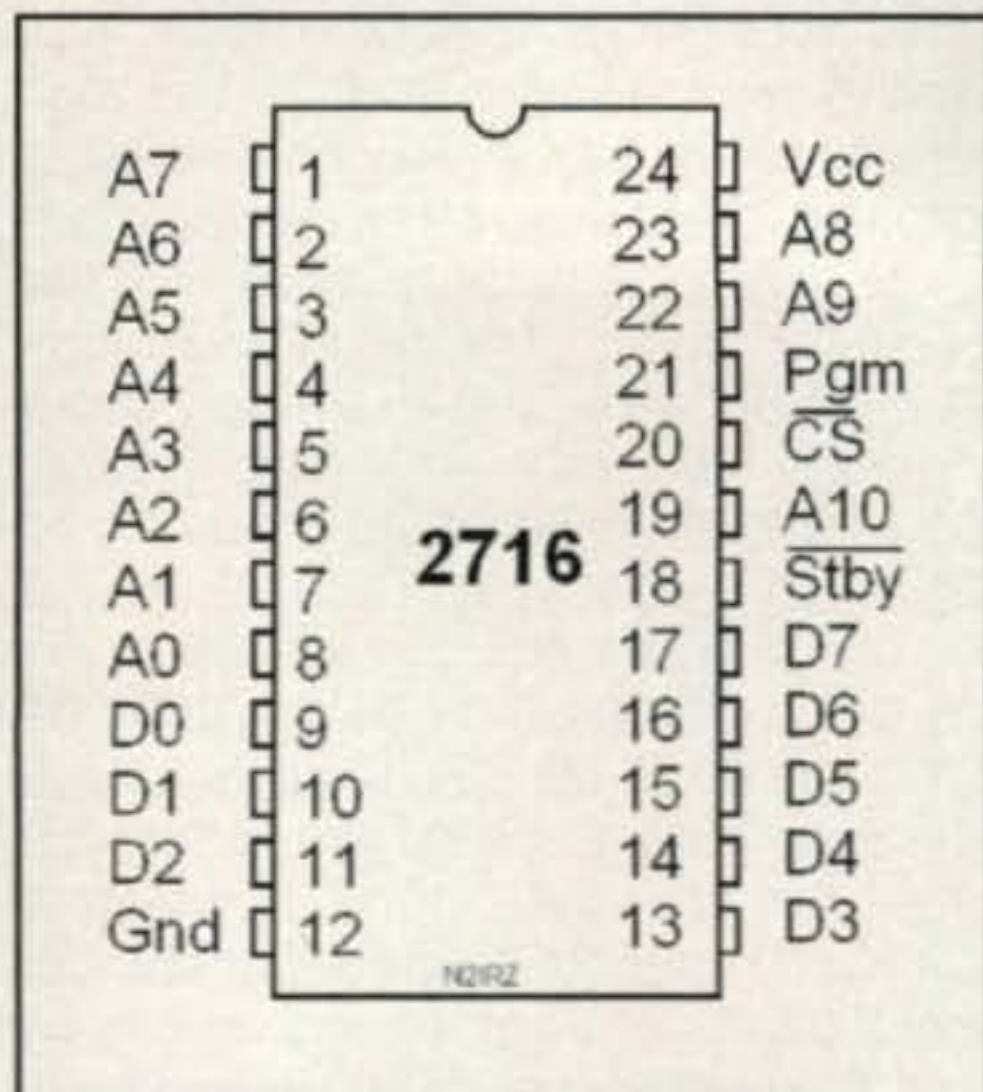 A7 1 24 Vcc
A6 2 23 A8
A5 3 22 A9
A4 4 21 Pgm
A3 5 20 C̅S̅
A2 6 19 A10
2716
A1 7 18 S̅t̅b̅y̅
A0 8 17 D7
D0 9 16 D6
D1 10 15 D5
D2 11 14 D4
Gnd 12 13 D3
N2IRZ